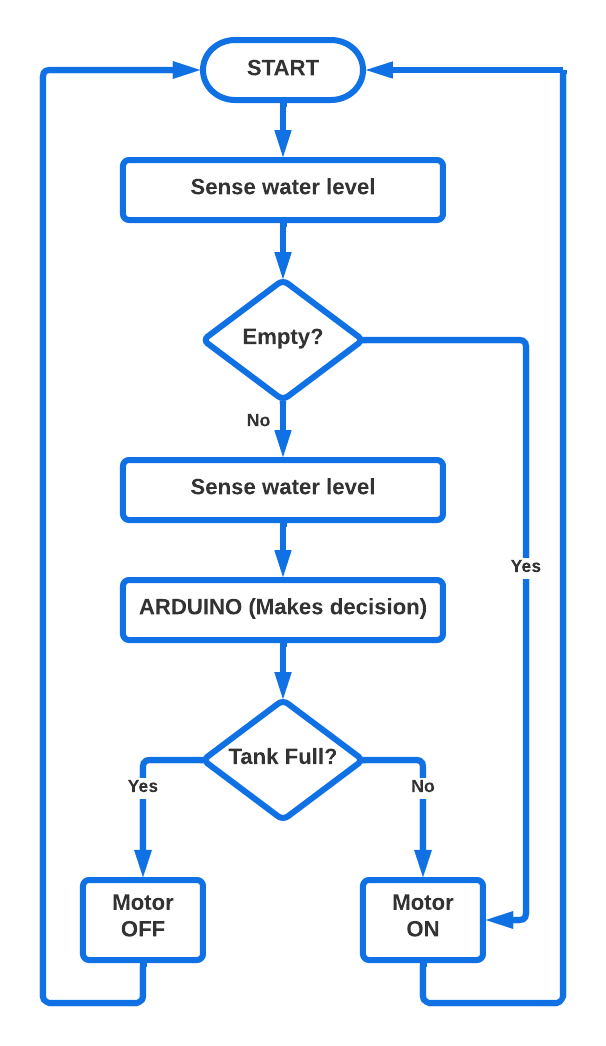 START
Sense water level
Empty?
No
Sense water level
Yes
ARDUINO (Makes decision)
Tank Full?
Yes
No
Motor
OFF
Motor
ON